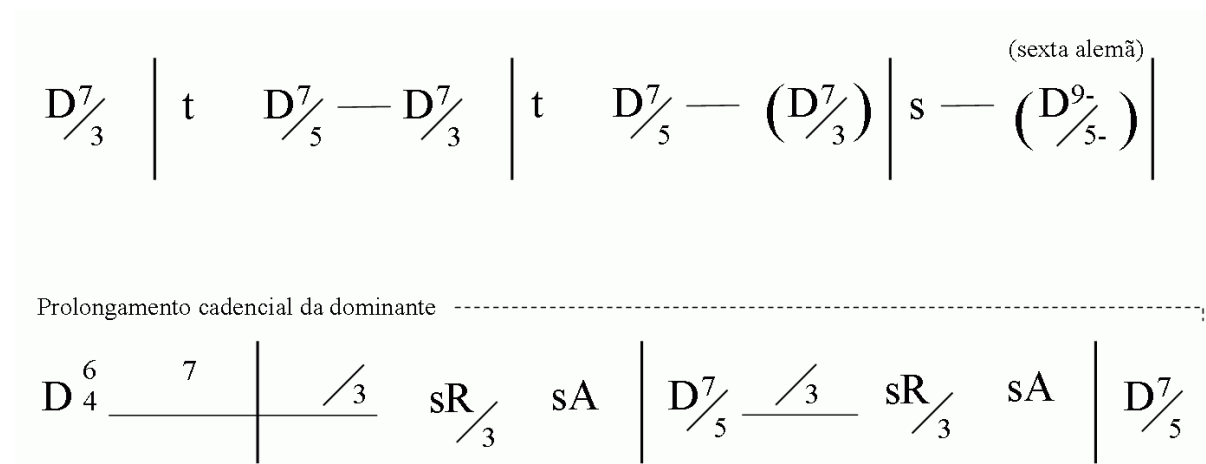 (sexta alemã)
D7/3 | t D7/5 — D7/3 | t D7/5 — (D7/3) | s — (D9-/5-) |
Prolongamento cadencial da dominante
D 6 4 7 | /3 sR/3 sA | D7/5 /3 sR/3 sA | D7/5